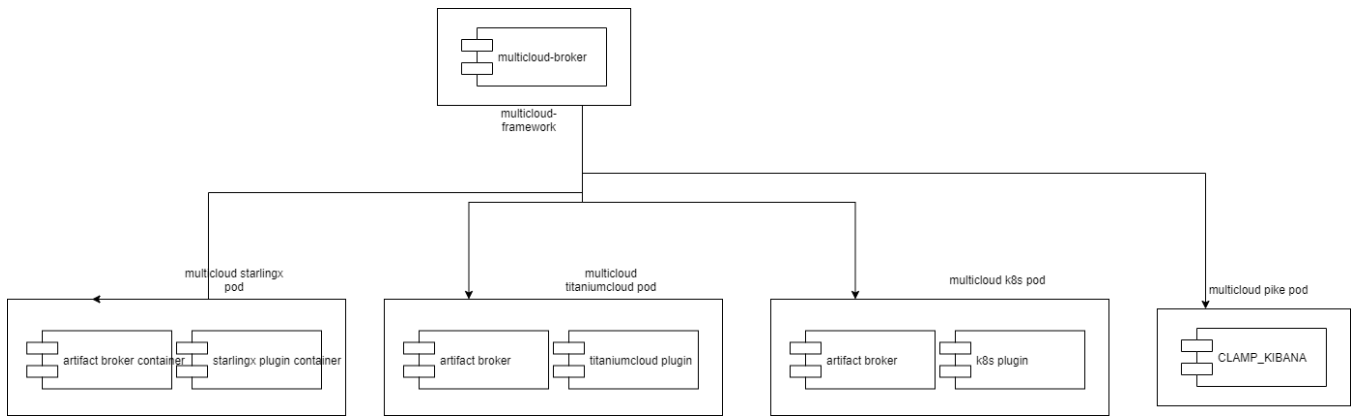 multicloud-broker
multicloud-
framework
multicloud starlingx
pod
multicloud
titaniumcloud pod
multicloud k8s pod
multicloud pike pod
artifact broker container
starlingx plugin container
artifact broker
titaniumcloud plugin
artifact broker
k8s plugin
CLAMP_KIBANA